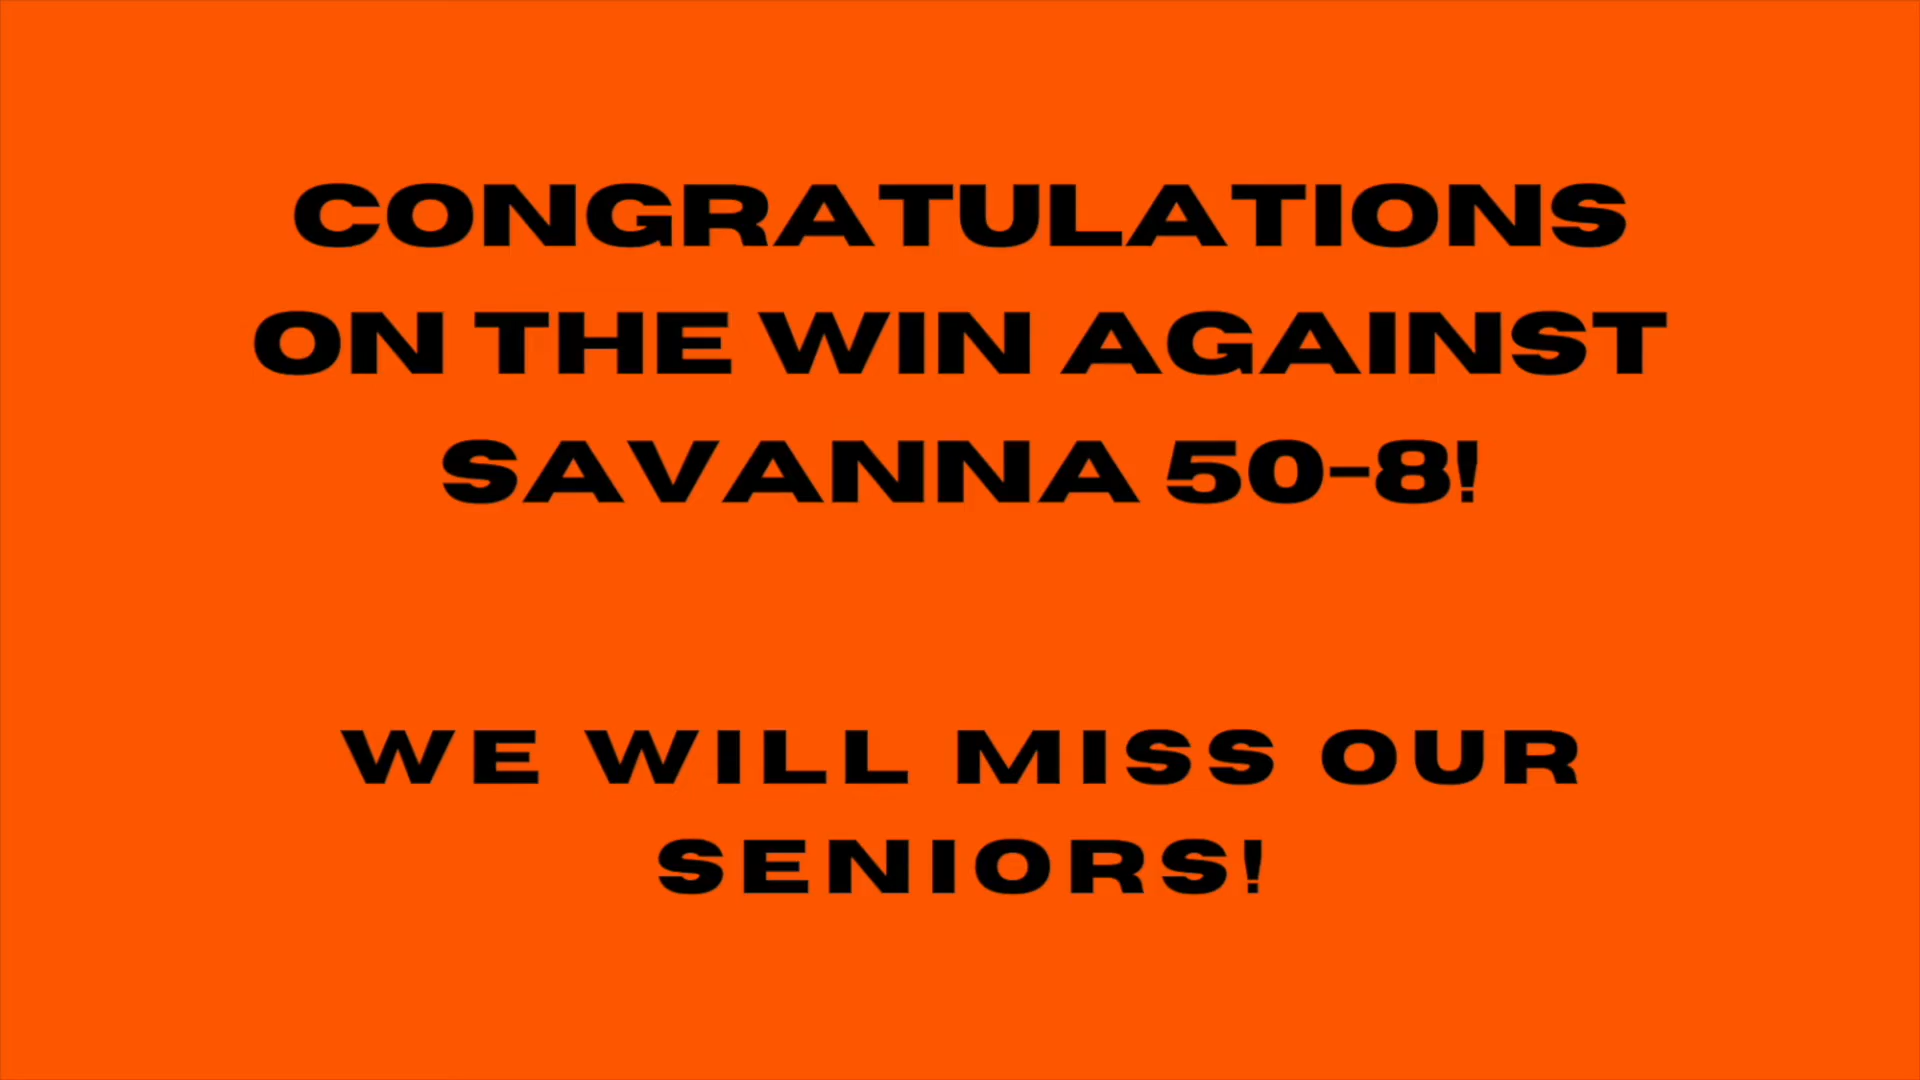 CONGRATULATIONS
ON THE WIN AGAINST
SAVANNA 50-8!
WE WILL MISS OUR
SENIORS!